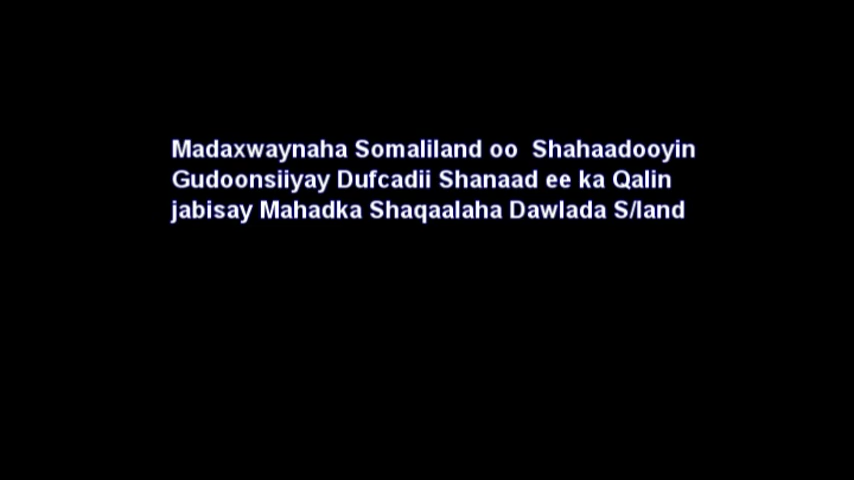 Madaxwaynaha Somaliland oo Shahaadooyin
Gudoonsiiyay Dufcadii Shanaad ee ka Qalin
jabisay Mahadka Shaqaalaha Dawlada S/land